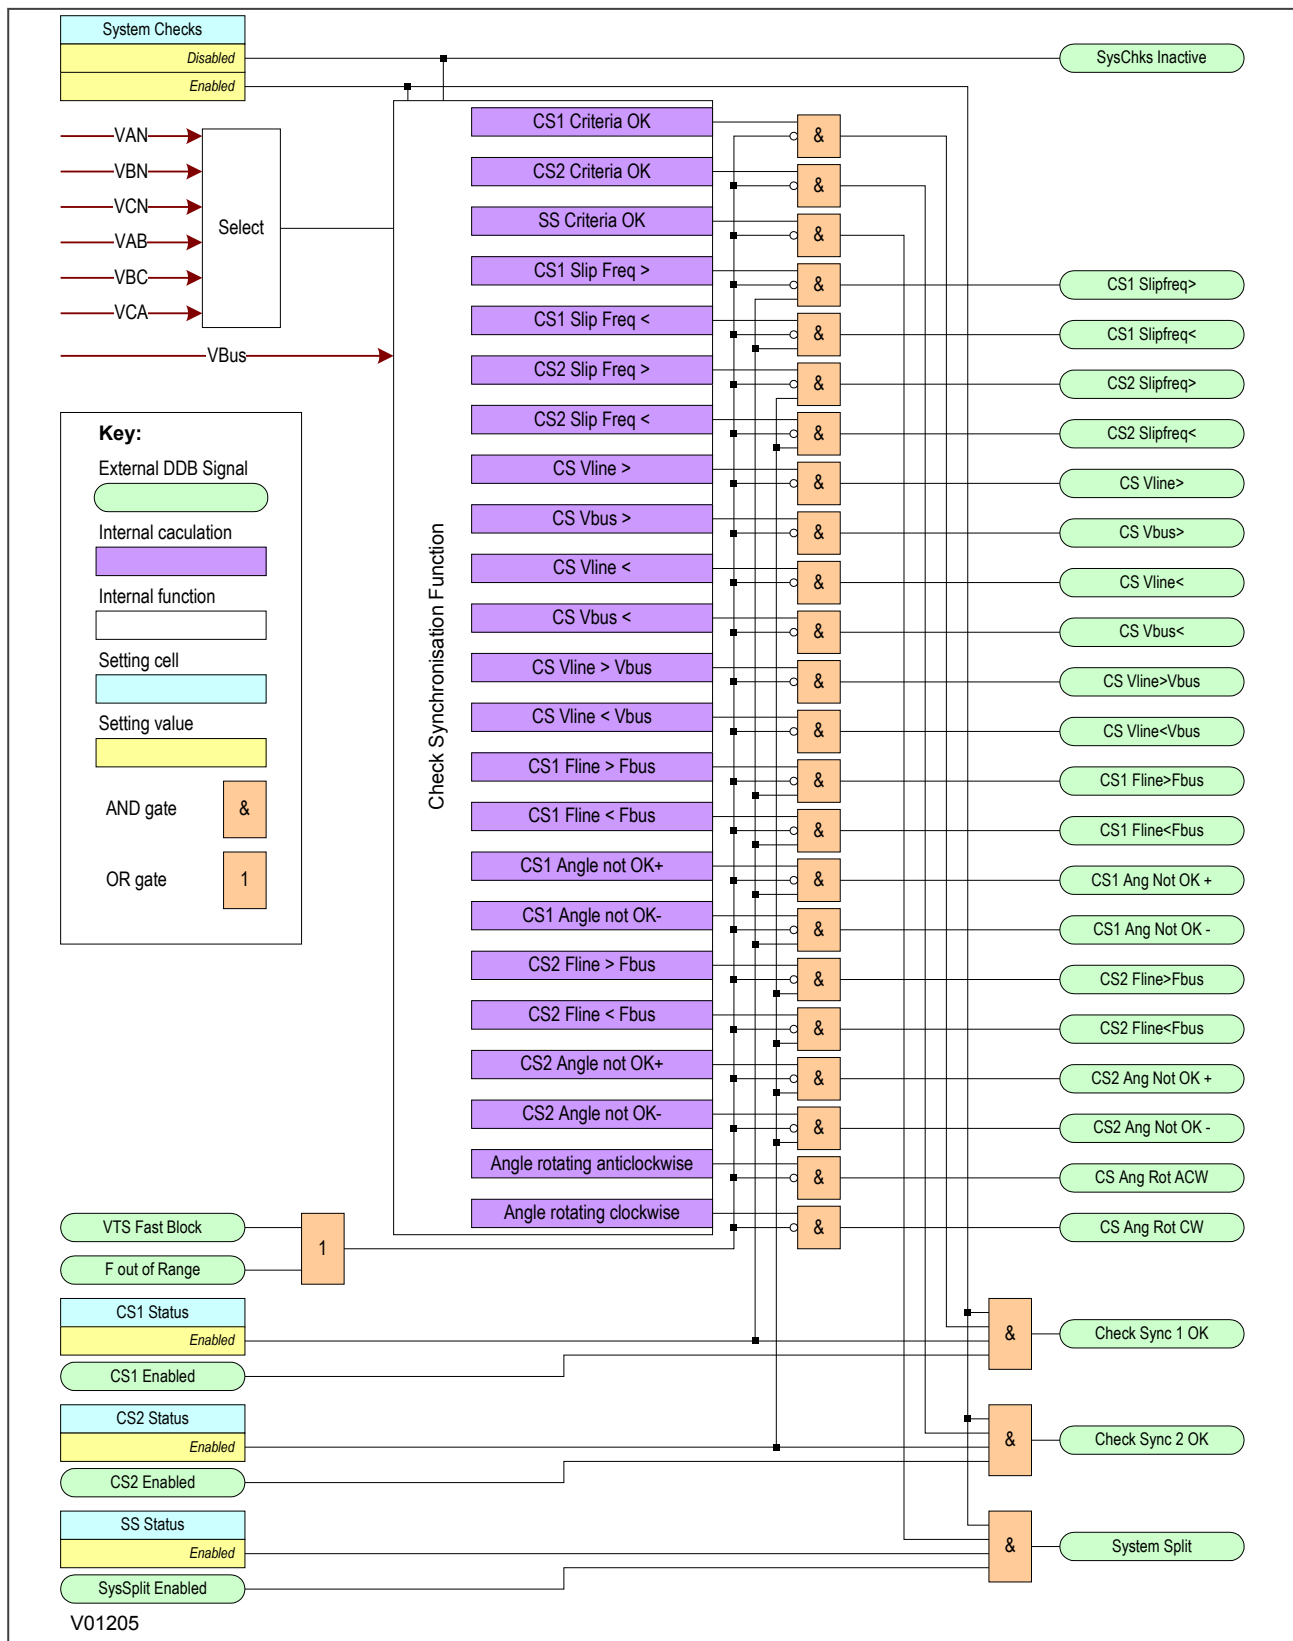 System Checks
Disabled
Enabled
SysChks Inactive
VAN
VBN
VCN
VAB
VBC
VCA
Select
VBus
Key:
External DDB Signal
Internal caculation
Internal function
Setting cell
Setting value
AND gate
&
OR gate
1
Check Synchronisation Function
CS1 Criteria OK
&
CS2 Criteria OK
&
SS Criteria OK
&
CS1 Slip Freq >
&
CS1 Slipfreq>
CS1 Slip Freq <
&
CS1 Slipfreq<
CS2 Slip Freq >
&
CS2 Slipfreq>
CS2 Slip Freq <
&
CS2 Slipfreq<
CS Vline >
&
CS Vline>
CS Vbus >
&
CS Vbus>
CS Vline <
&
CS Vline<
CS Vbus <
&
CS Vbus<
CS Vline > Vbus
&
CS Vline>Vbus
CS Vline < Vbus
&
CS Vline<Vbus
CS1 Fline > Fbus
&
CS1 Fline>Fbus
CS1 Fline < Fbus
&
CS1 Fline<Fbus
CS1 Angle not OK+
&
CS1 Ang Not OK +
CS1 Angle not OK-
&
CS1 Ang Not OK -
CS2 Fline > Fbus
&
CS2 Fline>Fbus
CS2 Fline < Fbus
&
CS2 Fline<Fbus
CS2 Angle not OK+
&
CS2 Ang Not OK +
CS2 Angle not OK-
&
CS2 Ang Not OK -
Angle rotating anticlockwise
&
CS Ang Rot ACW
Angle rotating clockwise
&
CS Ang Rot CW
VTS Fast Block
F out of Range
1
CS1 Status
Enabled
CS1 Enabled
&
Check Sync 1 OK
CS2 Status
Enabled
CS2 Enabled
&
Check Sync 2 OK
SS Status
Enabled
SysSplit Enabled
&
System Split
V01205